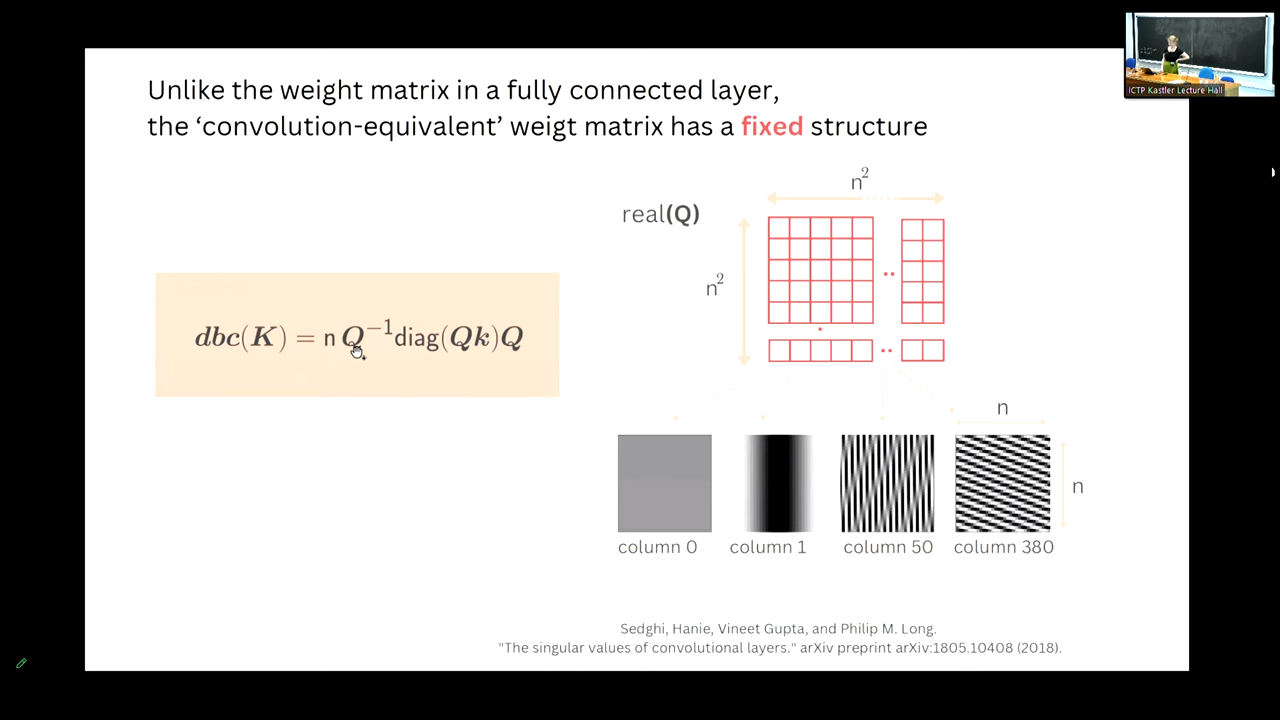 Unlike the weight matrix in a fully connected layer,
the ‘convolution-equivalent’ weigt matrix has a fixed structure
dbc(K) = n Q⁻¹diag(Qk)Q
real(Q)
n²
n²
n
n
column 0
column 1
column 50
column 380
Sedghi, Hanie, Vineet Gupta, and Philip M. Long.
"The singular values of convolutional layers." arXiv preprint arXiv:1805.10408 (2018).
ICTP Kastler Lecture Hall